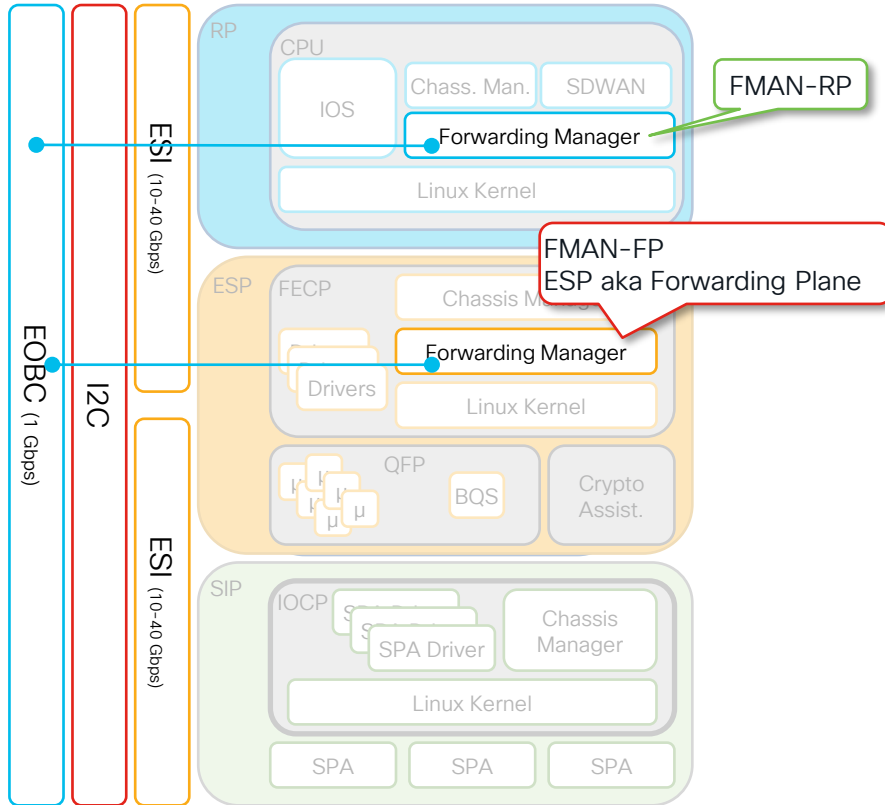 EOBC (1 Gbps)
I2C
ESI (10-40 Gbps)
ESI (10-40 Gbps)
RP
CPU
IOS
Chass. Man.
SDWAN
Forwarding Manager
Linux Kernel
FMAN-RP
ESP
FECP
Chassis Manag
FMAN-FP
ESP aka Forwarding Plane
Drivers
Forwarding Manager
Linux Kernel
QFP
μ
μ
μ
μ
μ
μ
BQS
Crypto
Assist.
SIP
IOCP
SPA Driver
Chassis
Manager
Linux Kernel
SPA
SPA
SPA